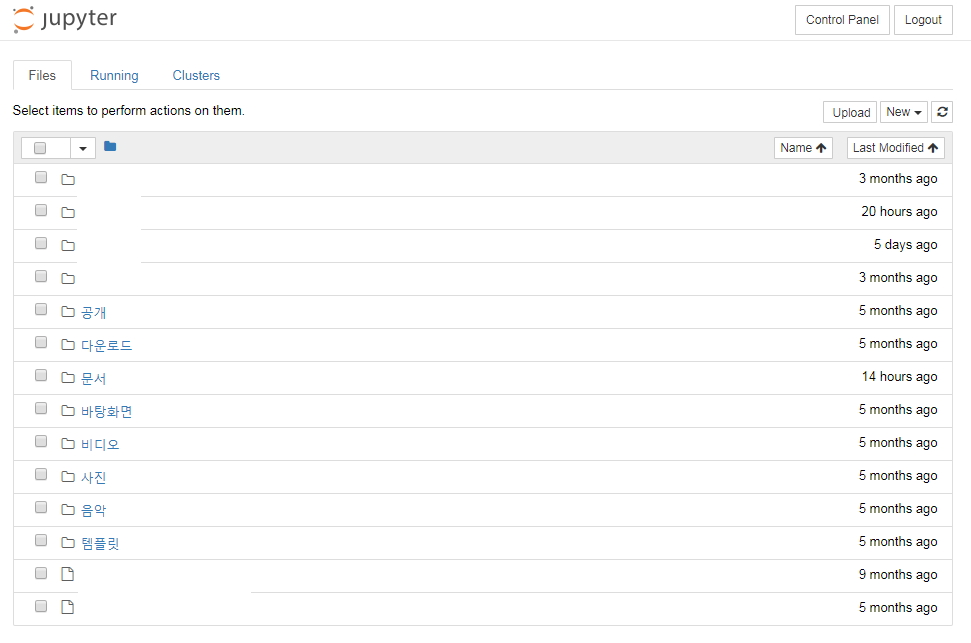 jupyter
Control Panel Logout
Files Running Clusters
Select items to perform actions on them.
Upload New
Name Last Modified
3 months ago
20 hours ago
5 days ago
3 months ago
공개 5 months ago
다운로드 5 months ago
문서 14 hours ago
바탕화면 5 months ago
비디오 5 months ago
사진 5 months ago
음악 5 months ago
템플릿 5 months ago
9 months ago
5 months ago